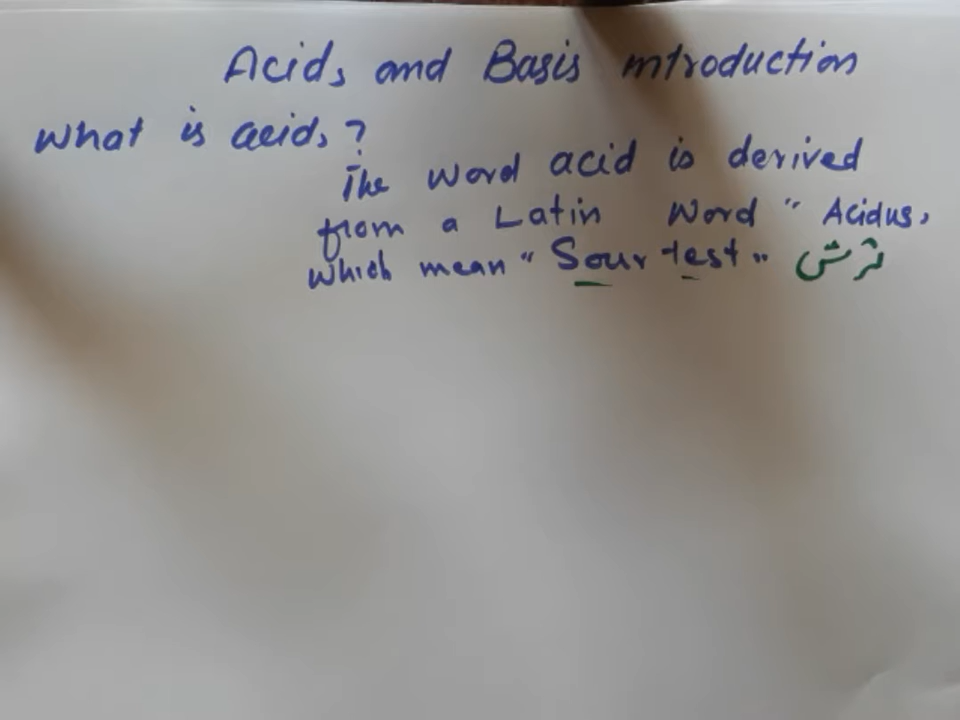 Acids and Basis introduction
What is acids?
The word acid is derived
from a Latin word " Acidus,
which mean " Sour test " ترش